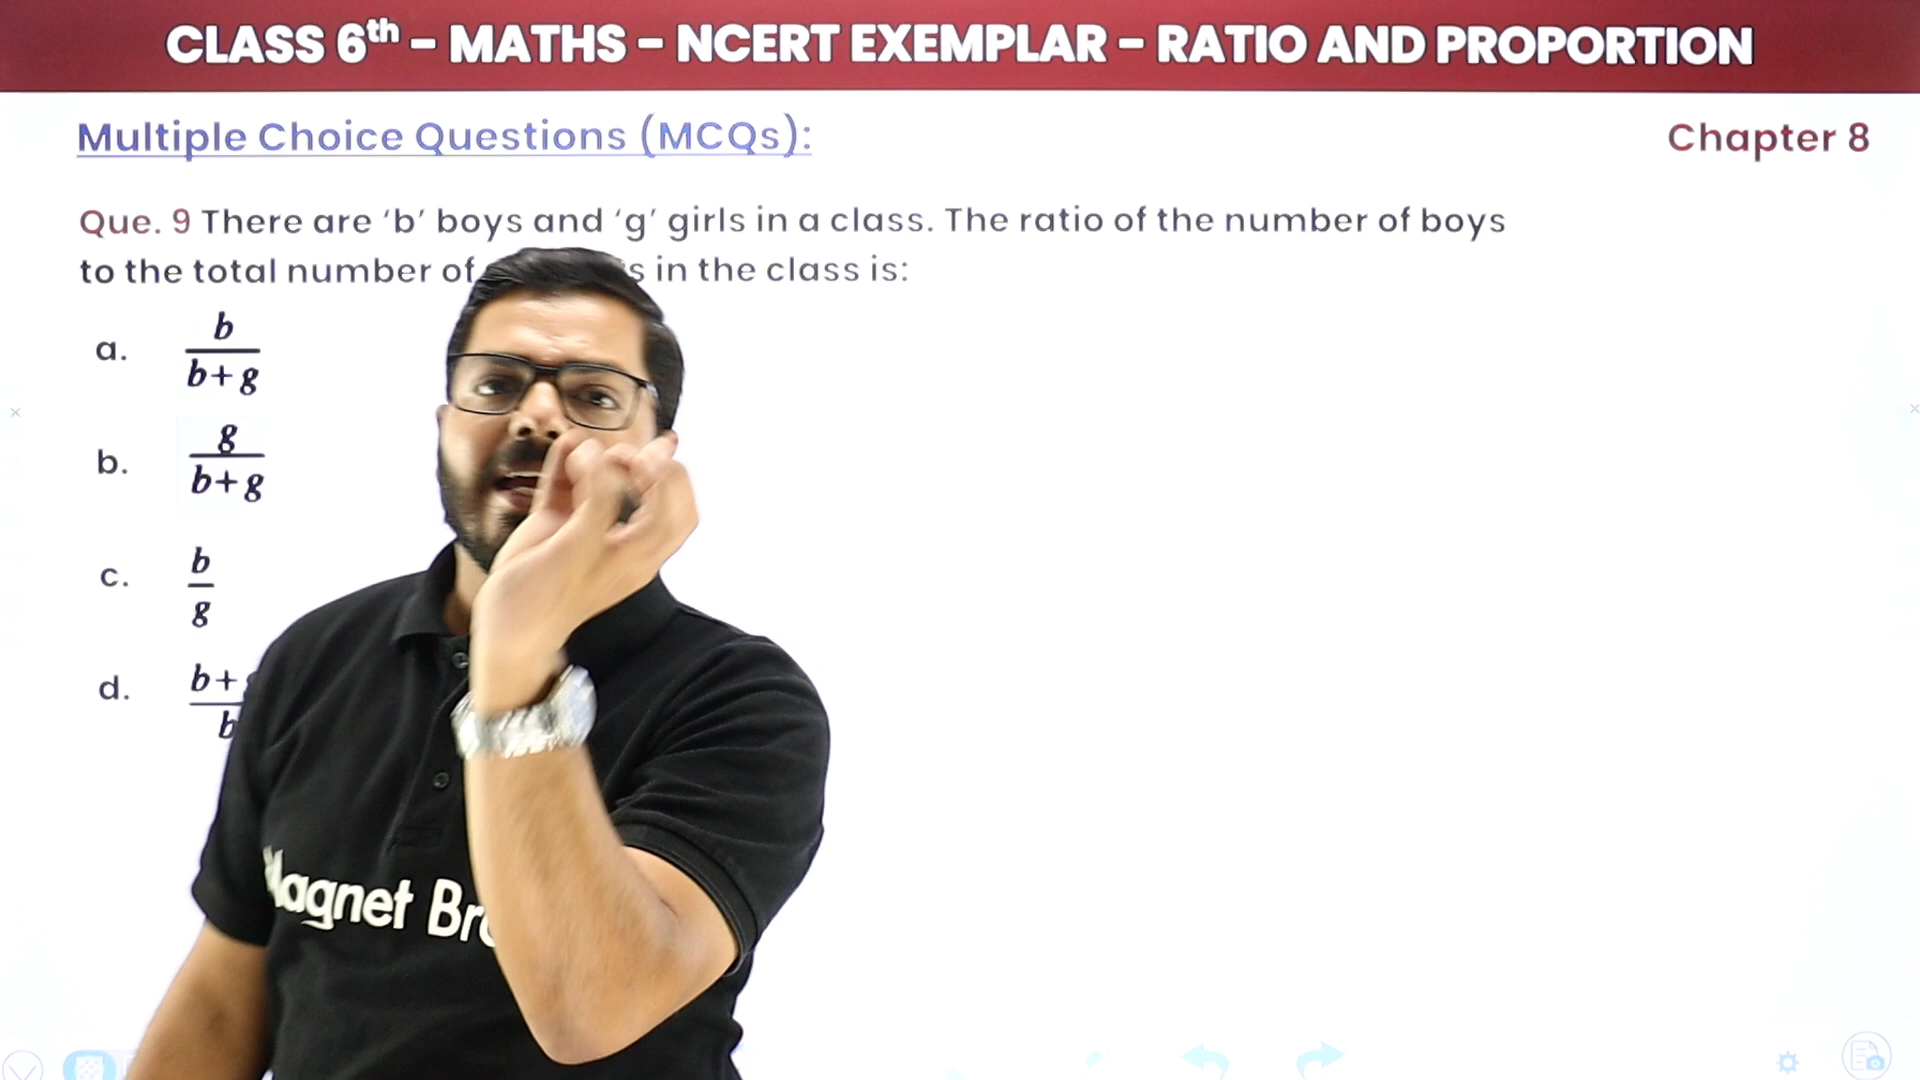 CLASS 6th – MATHS – NCERT EXEMPLAR – RATIO AND PROPORTION
Multiple Choice Questions (MCQs):
Chapter 8
Que. 9 There are ‘b’ boys and ‘g’ girls in a class. The ratio of the number of boys
to the total number of in the class is:
a. b
b+g
b. g
b+g
c. b
g
d. b+
b
agnet Br